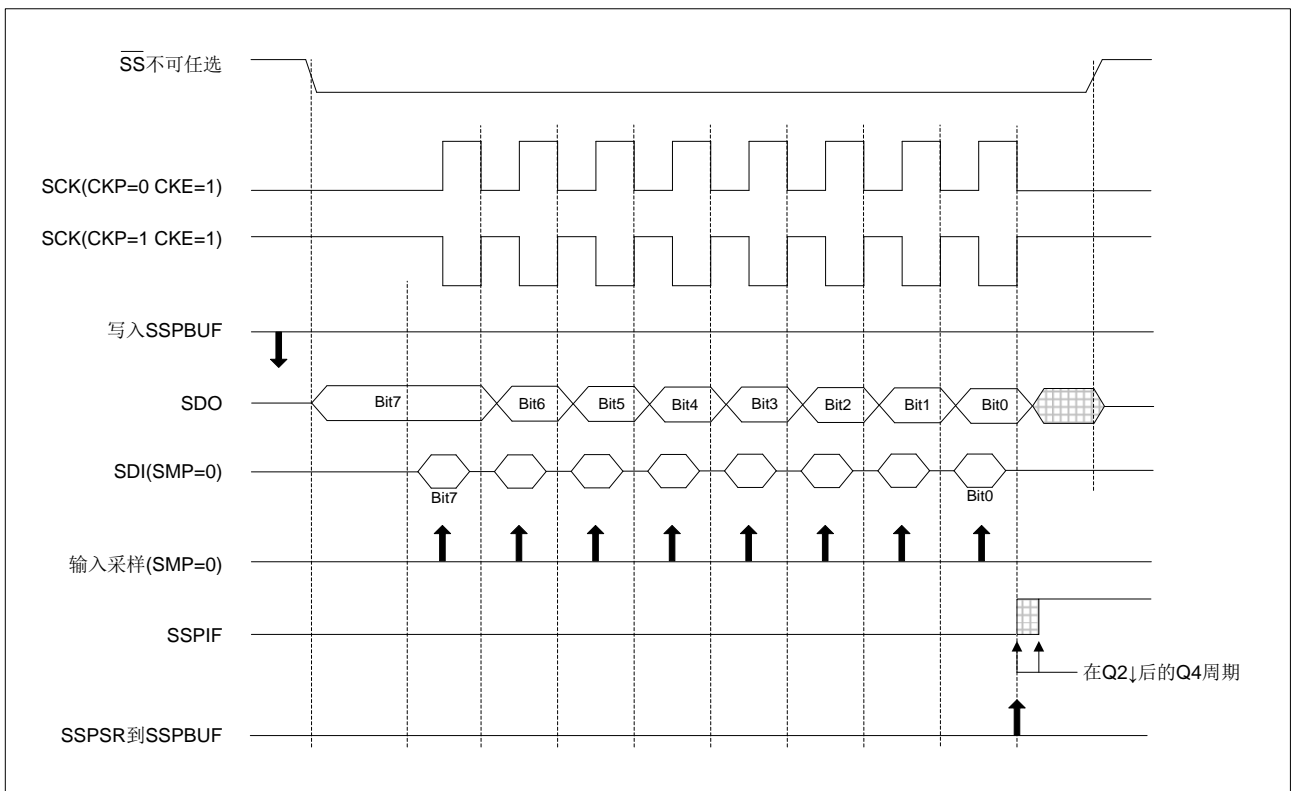 SS不可任选
SCK(CKP=0 CKE=1)
SCK(CKP=1 CKE=1)
写入SSPBUF
SDO
Bit7
Bit6
Bit5
Bit4
Bit3
Bit2
Bit1
Bit0
SDI(SMP=0)
Bit7
Bit0
输入采样(SMP=0)
SSPIF
在Q2↓后的Q4周期
SSPSR到SSPBUF